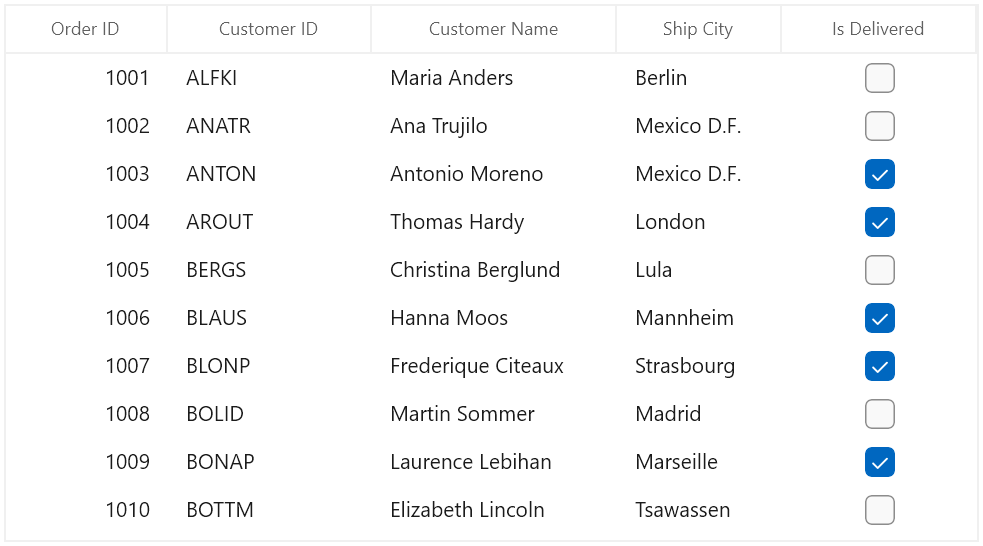 Order ID Customer ID Customer Name Ship City Is Delivered
1001 ALFKI Maria Anders Berlin
1002 ANATR Ana Trujilo Mexico D.F.
1003 ANTON Antonio Moreno Mexico D.F.
1004 AROUT Thomas Hardy London
1005 BERGS Christina Berglund Lula
1006 BLAUS Hanna Moos Mannheim
1007 BLONP Frederique Citeaux Strasbourg
1008 BOLID Martin Sommer Madrid
1009 BONAP Laurence Lebihan Marseille
1010 BOTTM Elizabeth Lincoln Tsawassen